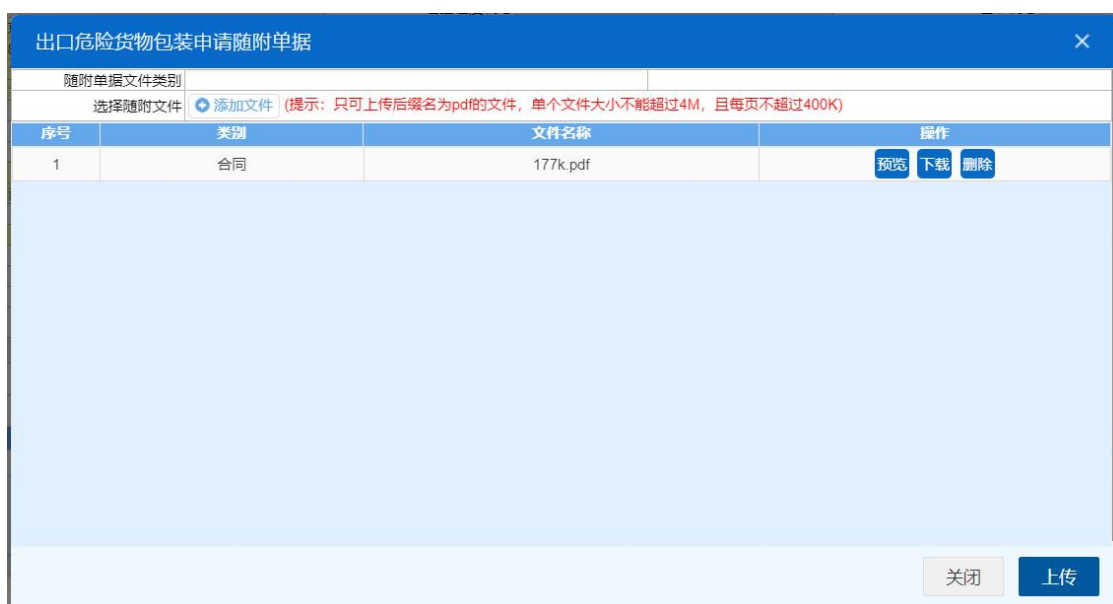 出口危险货物包装申请随附单据
随附单据文件类别
选择随附文件 添加文件 (提示：只可上传后缀名为pdf的文件，单个文件大小不能超过4M，且每页不超过400K)
序号 类别 文件名称 操作
1 合同 177k.pdf 预览 下载 删除
关闭 上传